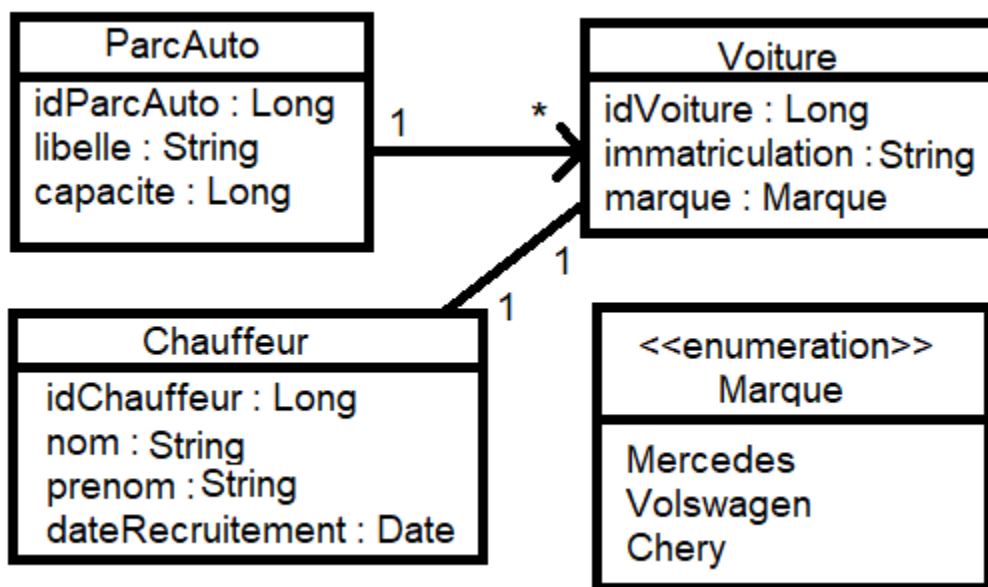 ParcAuto
idParcAuto : Long
libelle : String
capacite : Long
1
*
Voiture
idVoiture : Long
immatriculation : String
marque : Marque
1
1
Chauffeur
idChauffeur : Long
nom : String
prenom : String
dateRecruitement : Date
<<enumeration>>
Marque
Mercedes
Volswagen
Chery